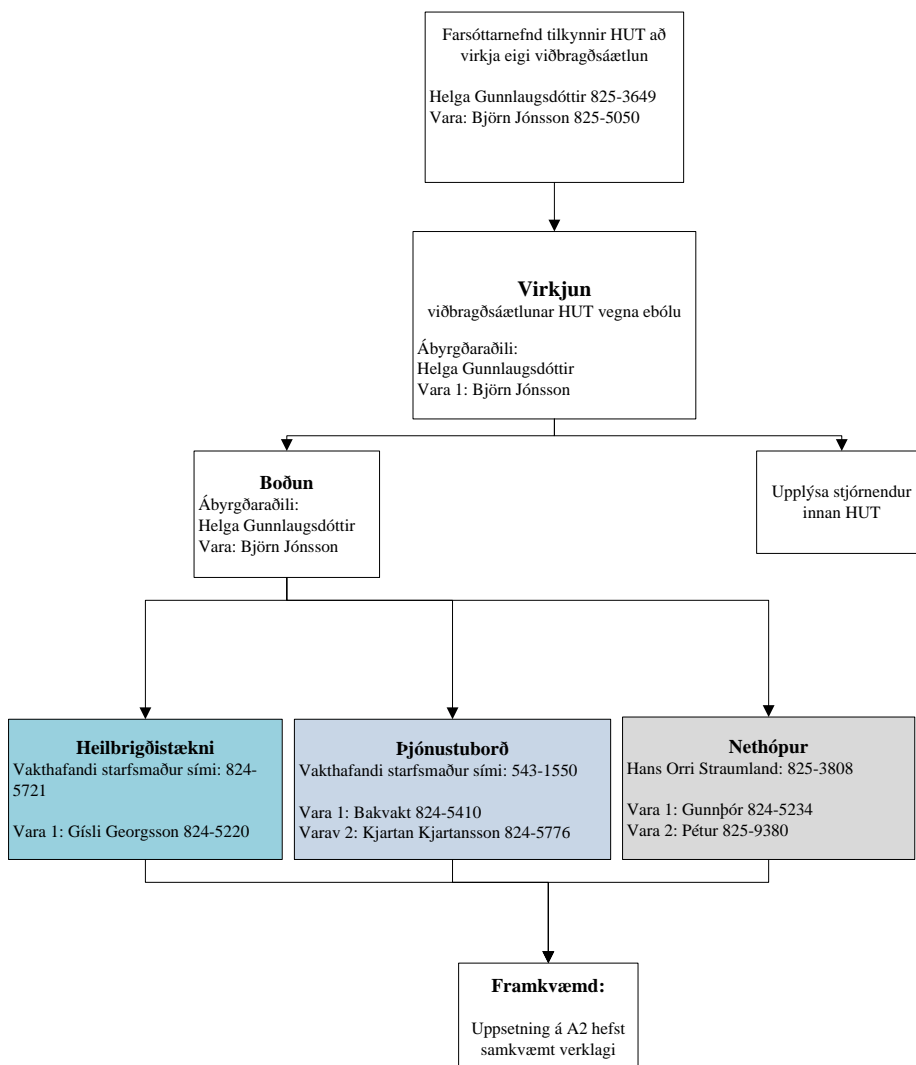 Farsóttarnefnd tilkynnir HUT að
virkja eigi viðbragðsáætlun
Helga Gunnlaugsdóttir 825-3649
Vara: Björn Jónsson 825-5050
Virkjun
viðbragðsáætlunar HUT vegna ebólu
Ábyrgðaraðili:
Helga Gunnlaugsdóttir
Vara 1: Björn Jónsson
Boðun
Ábyrgðaraðili:
Helga Gunnlaugsdóttir
Vara: Björn Jónsson
Upplýsa stjórnendur
innan HUT
Heilbrigðistækni
Vakthafandi starfsmaður sími: 824-
5721
Vara 1: Gísli Georgsson 824-5220
Þjónustuborð
Vakthafandi starfsmaður sími: 543-1550
Vara 1: Bakvakt 824-5410
Varav 2: Kjartan Kjartansson 824-5776
Nethópur
Hans Orri Straumland: 825-3808
Vara 1: Gunnþór 824-5234
Vara 2: Pétur 825-9380
Framkvæmd:
Uppsetning á A2 hefst
samkvæmt verklagi